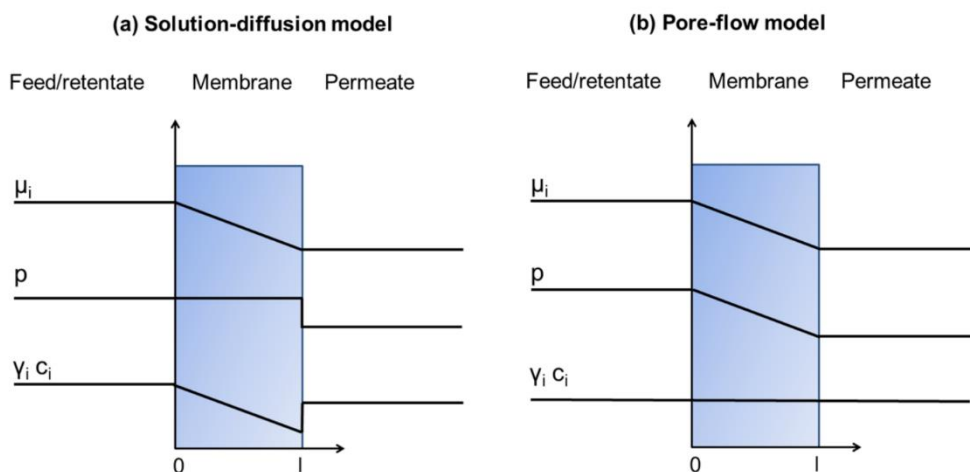 (a) Solution-diffusion model
Feed/retentate Membrane Permeate
μi
p
γi ci
0 l
(b) Pore-flow model
Feed/retentate Membrane Permeate
μi
p
γi ci
0 l